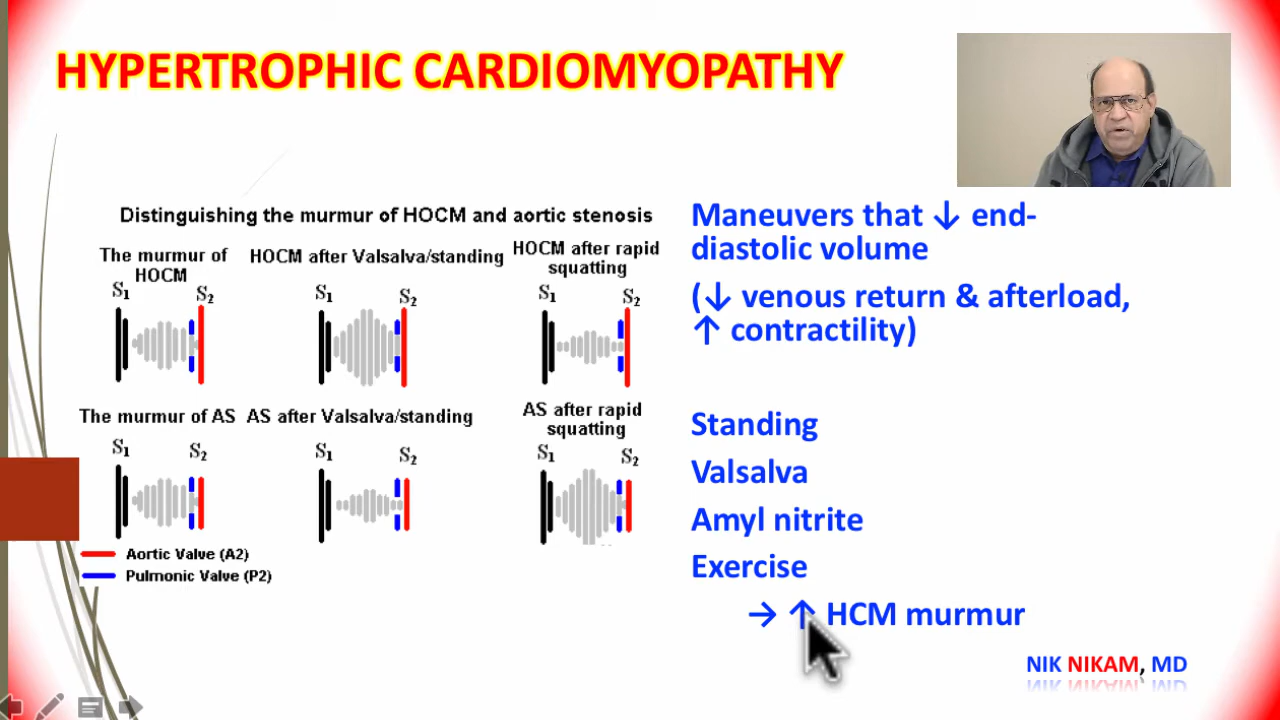 HYPERTROPHIC CARDIOMYOPATHY
Distinguishing the murmur of HOCM and aortic stenosis
The murmur of
HOCM
S1 S2
HOCM after Valsalva/standing
S1 S2
HOCM after rapid
squatting
S1 S2
The murmur of AS
S1 S2
AS after Valsalva/standing
S1 S2
AS after rapid
squatting
S1 S2
Aortic Valve (A2)
Pulmonic Valve (P2)
Maneuvers that ↓ end-
diastolic volume
(↓ venous return & afterload,
↑ contractility)
Standing
Valsalva
Amyl nitrite
Exercise
→ ↑ HCM murmur
NIK NIKAM, MD